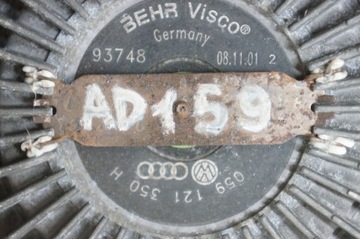 BEHR Visco®
Germany
93748 08.11.01 2
AD159
059 121 350 H